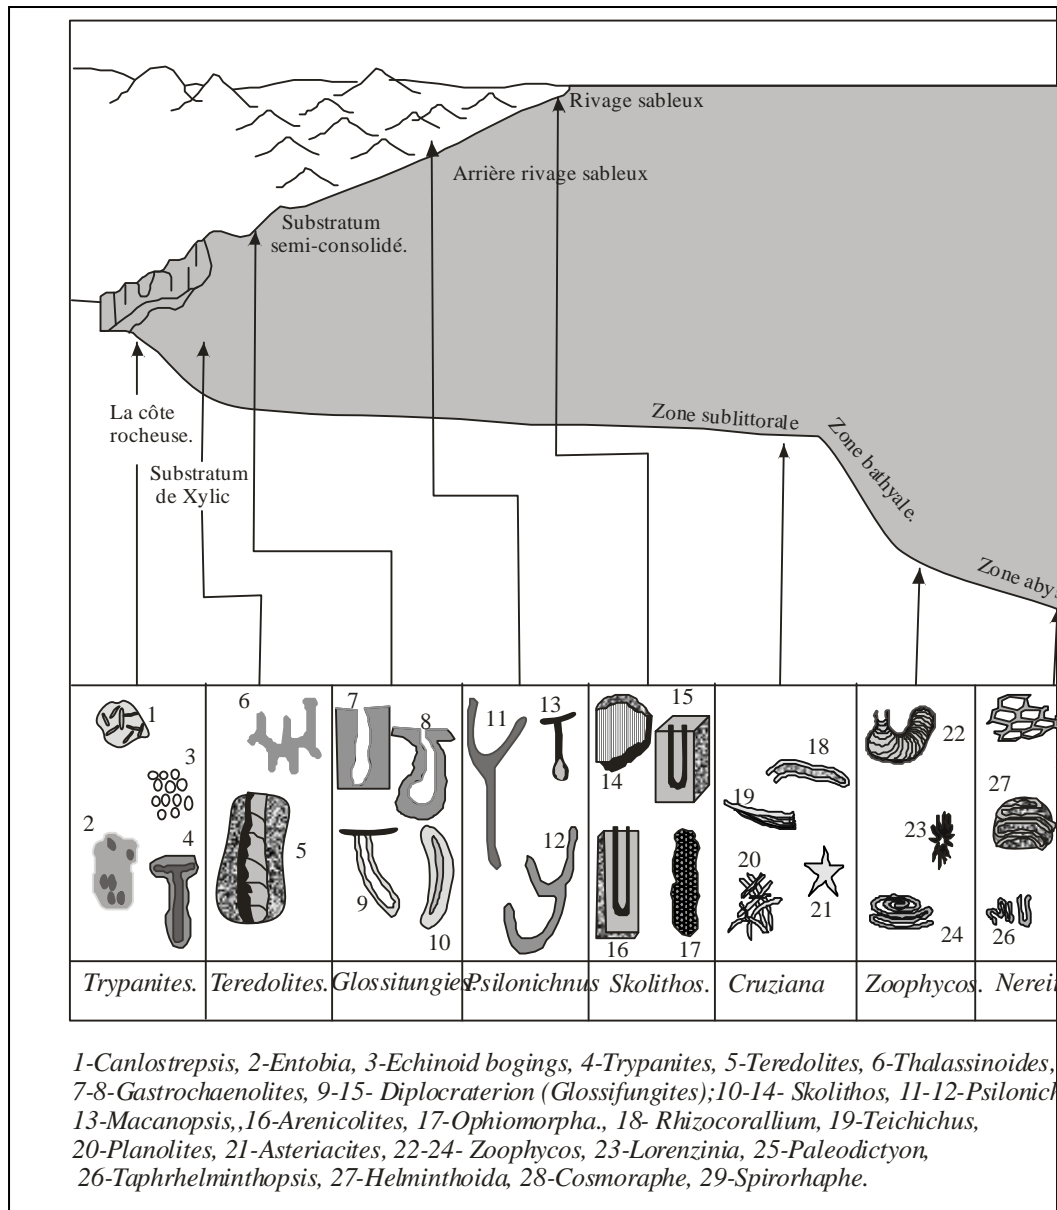 Rivage sableux
Arrière rivage sableux
Substratum
semi-consolidé.
La côte
rocheuse.
Substratum
de Xylic
Zone sublittorale
Zone bathyale.
Zone aby
1
2
3
4
5
6
7
8
9
10
11
12
13
14
15
16
17
18
19
20
21
22
23
24
27
26
Trypanites.
Teredolites.
Glossitungies
Psilonichnus
Skolithos.
Cruziana
Zoophycos.
Nerei
1-Canlostrepsis, 2-Entobia, 3-Echinoid bogings, 4-Trypanites, 5-Teredolites, 6-Thalassinoides,
7-8-Gastrochaenolites, 9-15- Diplocraterion (Glossifungites);10-14- Skolithos, 11-12-Psilonich
13-Macanopsis,,16-Arenicolites, 17-Ophiomorpha., 18- Rhizocorallium, 19-Teichichus,
20-Planolites, 21-Asteriacites, 22-24- Zoophycos, 23-Lorenzinia, 25-Paleodictyon,
26-Taphrhelminthopsis, 27-Helminthoida, 28-Cosmoraphe, 29-Spirorhaphe.